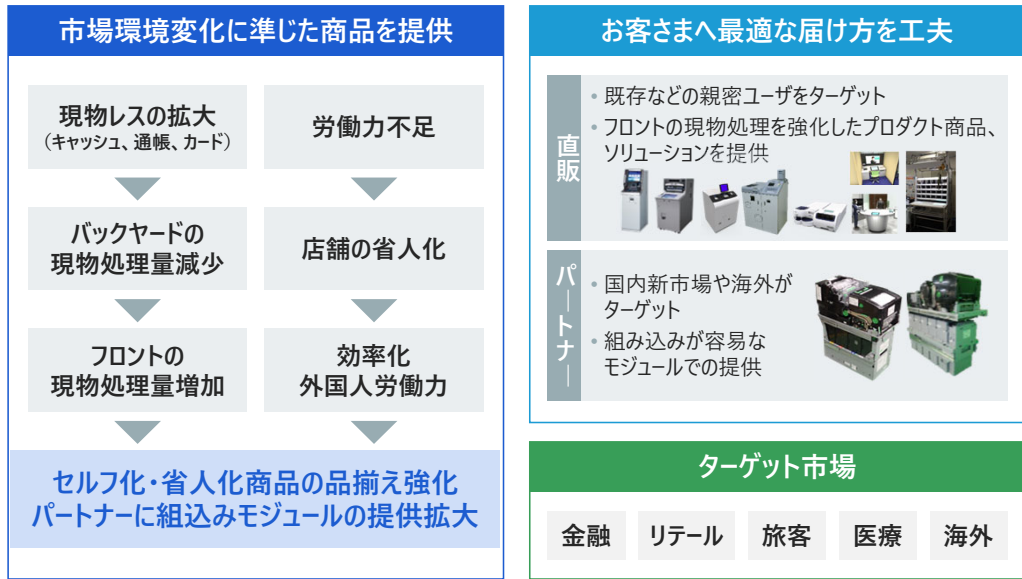 市場環境変化に準じた商品を提供
現物レスの拡大
（キャッシュ、通帳、カード）
バックヤードの
現物処理量減少
フロントの
現物処理量増加
労働力不足
店舗の省人化
効率化
外国人労働力
セルフ化・省人化商品の品揃え強化
パートナーに組込みモジュールの提供拡大
お客さまへ最適な届け方を工夫
直販
• 既存などの親密ユーザをターゲット
• フロントの現物処理を強化したプロダクト商品、
ソリューションを提供
パートナー
• 国内新市場や海外が
ターゲット
• 組み込みが容易な
モジュールでの提供
ターゲット市場
金融
リテール
旅客
医療
海外